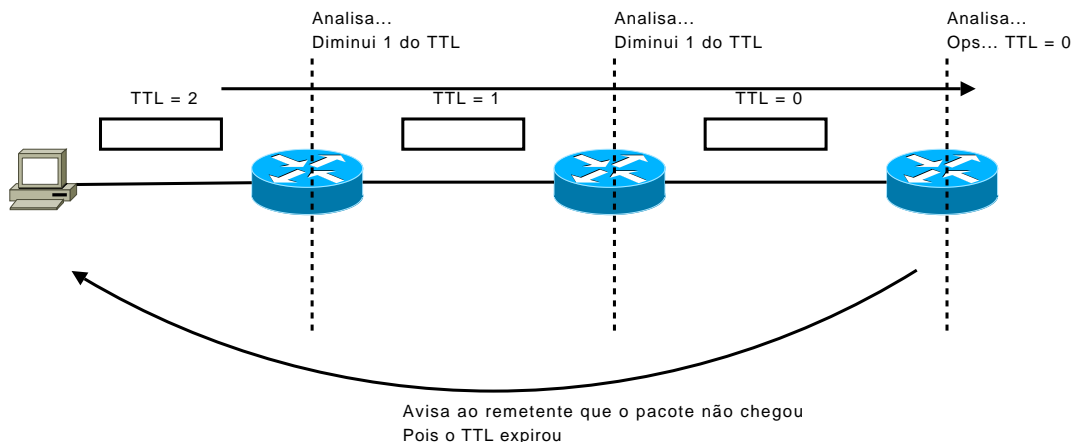 Analisa...
Diminui 1 do TTL
Analisa...
Diminui 1 do TTL
Analisa...
Ops... TTL = 0
TTL = 2
TTL = 1
TTL = 0
Avisa ao remetente que o pacote não chegou
Pois o TTL expirou